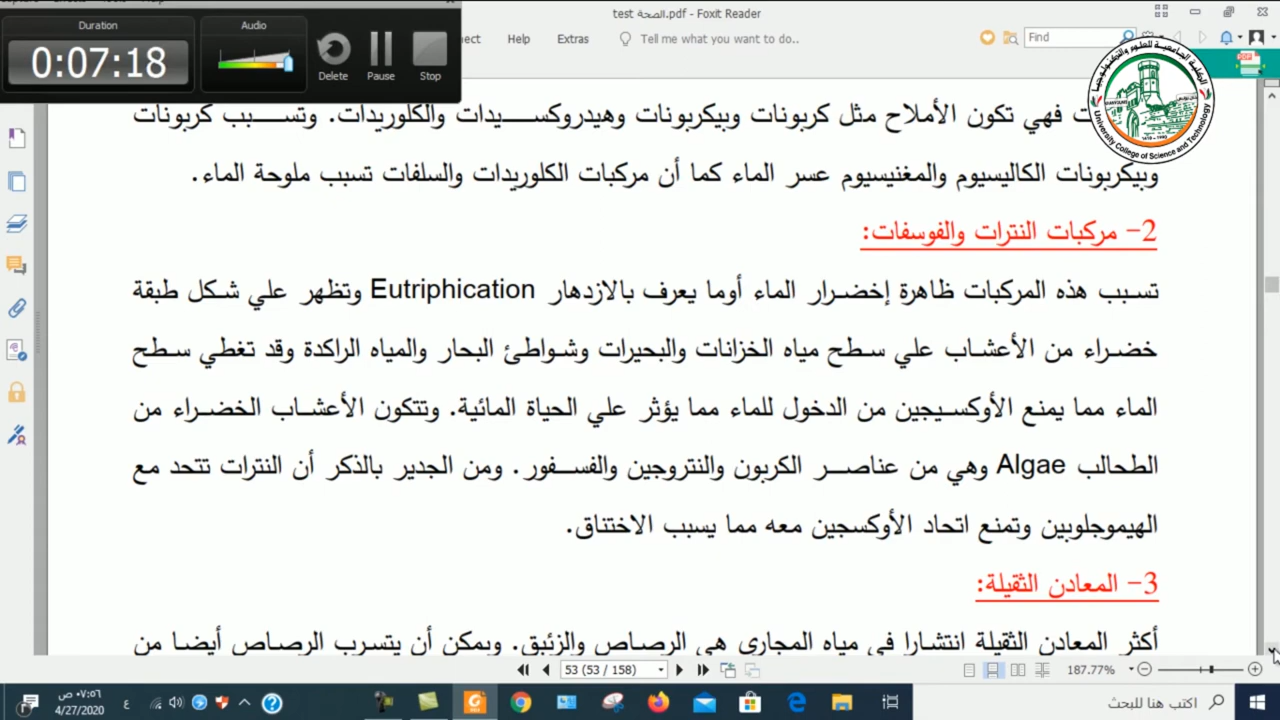 Duration
Audio
0:07:18
Delete
Pause
Stop
test الصحة.pdf - Foxit Reader
Help
Extras
Tell me what you want to do..
Find
University College of Science and Technology
فهي تكون الأملاح مثل كربونات وبيكربونات وهيدروكسيدات والكلوريدات. وتسبب كربونات
وبيكربونات الكاليسيوم والمغنيسيوم عسر الماء كما أن مركبات الكلوريدات والسلفات تسبب ملوحة الماء.
2- مركبات النترات والفوسفات:
تسبب هذه المركبات ظاهرة إخضرار الماء أوما يعرف بالازدهار Eutriphication وتظهر علي شكل طبقة
خضراء من الأعشاب علي سطح مياه الخزانات والبحيرات وشواطئ البحار والمياه الراكدة وقد تغطي سطح
الماء مما يمنع الأوكسيجين من الدخول للماء مما يؤثر علي الحياة المائية. وتتكون الأعشاب الخضراء من
الطحالب Algae وهي من عناصر الكربون والنتروجين والفسفور. ومن الجدير بالذكر أن النترات تتحد مع
الهيموجلوبين وتمنع اتحاد الأوكسجين معه مما يسبب الاختناق.
3- المعادن الثقيلة:
أكثر المعادن الثقيلة انتشارا في مياه المجاري هي الرصاص والزئبق. ويمكن أن يتسرب الرصاص أيضا من
53 (53 / 158)
187.77%
٠٧:٥٦ ص
4/27/2020
ع
اكتب هنا للبحث